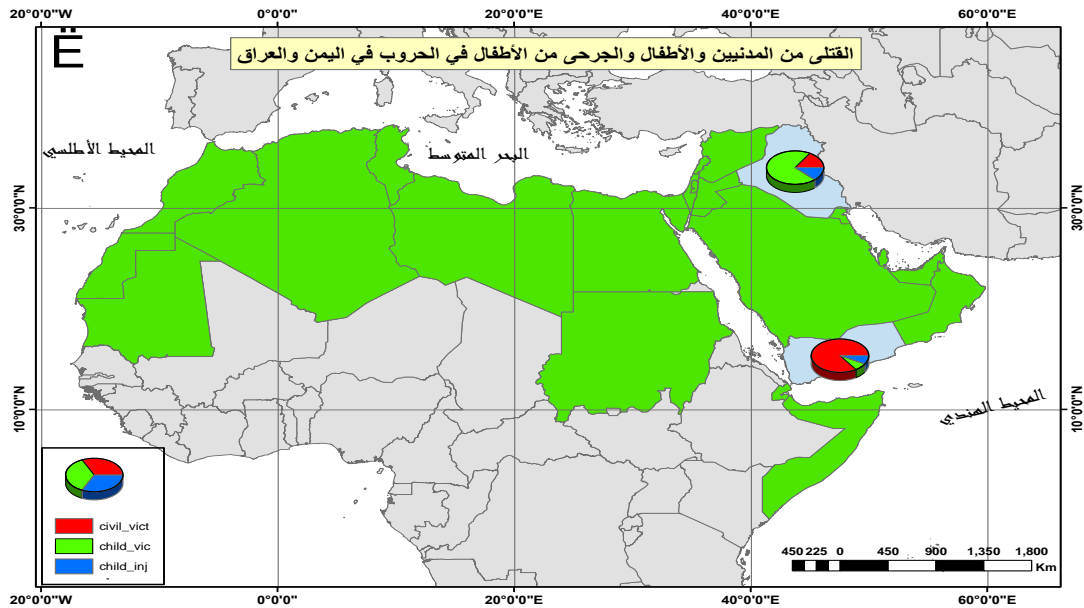 20°0'0"W 0°0'0" 20°0'0"E 40°0'0"E 60°0'0"E
Ë
القتلى من المدنيين والأطفال والجرحى من الأطفال في الحروب في اليمن والعراق
المحيط الأطلسي
البحر المتوسط
30°0'0"N 30°0'0"N
المحيط الهندي
10°0'0"N 10°0'0"N
civil_vict
child_vic
child_inj
450 225 0 450 900 1,350 1,800
Km
20°0'0"W 0°0'0" 20°0'0"E 40°0'0"E 60°0'0"E